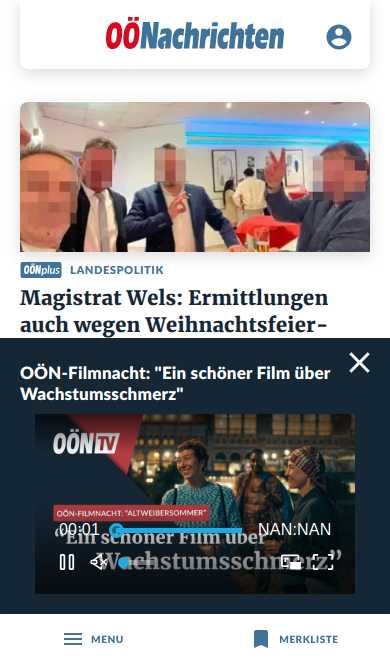 OÖNachrichten
OÖNplus LANDESPOLITIK
Magistrat Wels: Ermittlungen
auch wegen Weihnachtsfeier-
OÖN-Filmnacht: "Ein schöner Film über
Wachstumsschmerz"
OÖN TV
OÖN-FILMNACHT: "ALTWEIBERSOMMER"
00:01 NAN:NAN
“Ein schöner Film über
Wachstumsschmerz”
MENU MERKLISTE